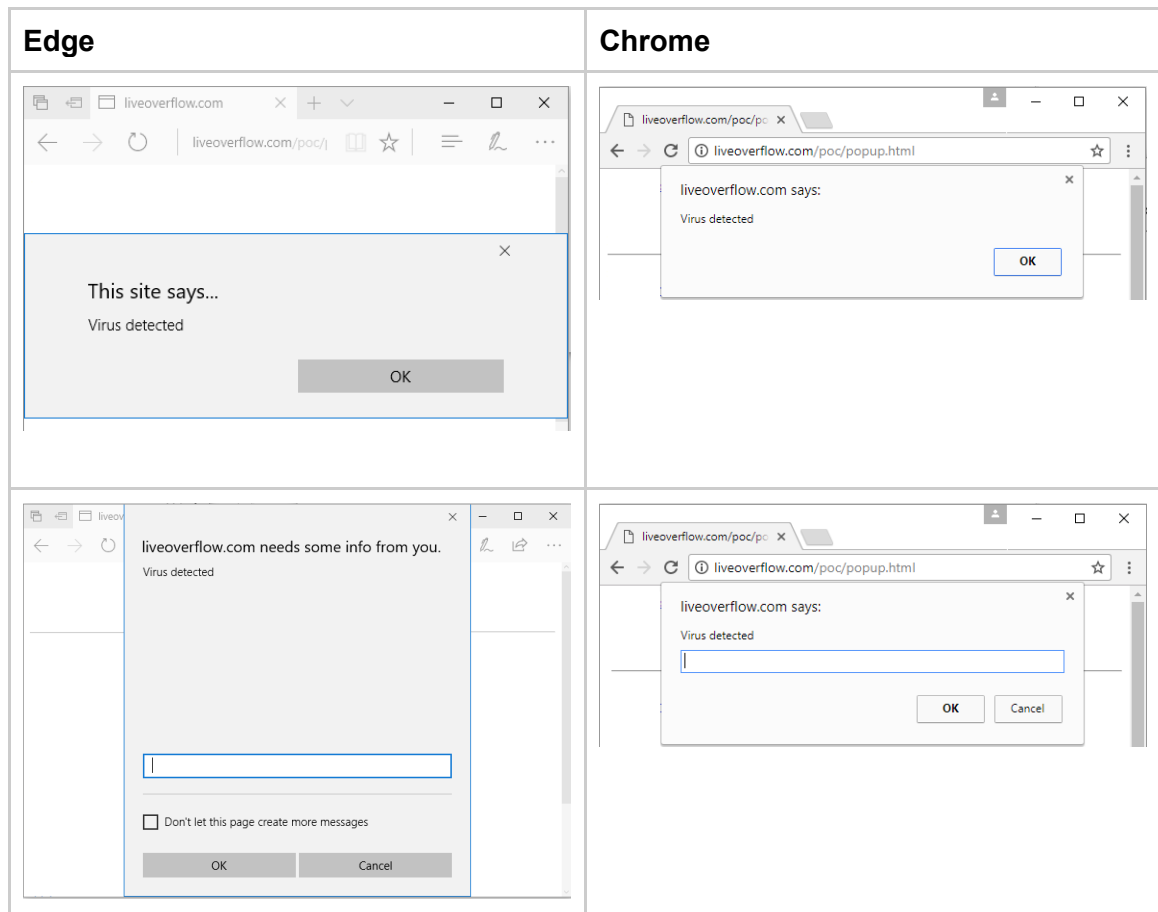 Edge
Chrome
liveoverflow.com
liveoverflow.com/poc/
This site says...
Virus detected
OK
liveoverflow.com/poc/po
liveoverflow.com/poc/popup.html
liveoverflow.com says:
Virus detected
OK
liveov
liveoverflow.com needs some info from you.
Virus detected
Don't let this page create more messages
OK
Cancel
liveoverflow.com/poc/po
liveoverflow.com/poc/popup.html
liveoverflow.com says:
Virus detected
OK
Cancel